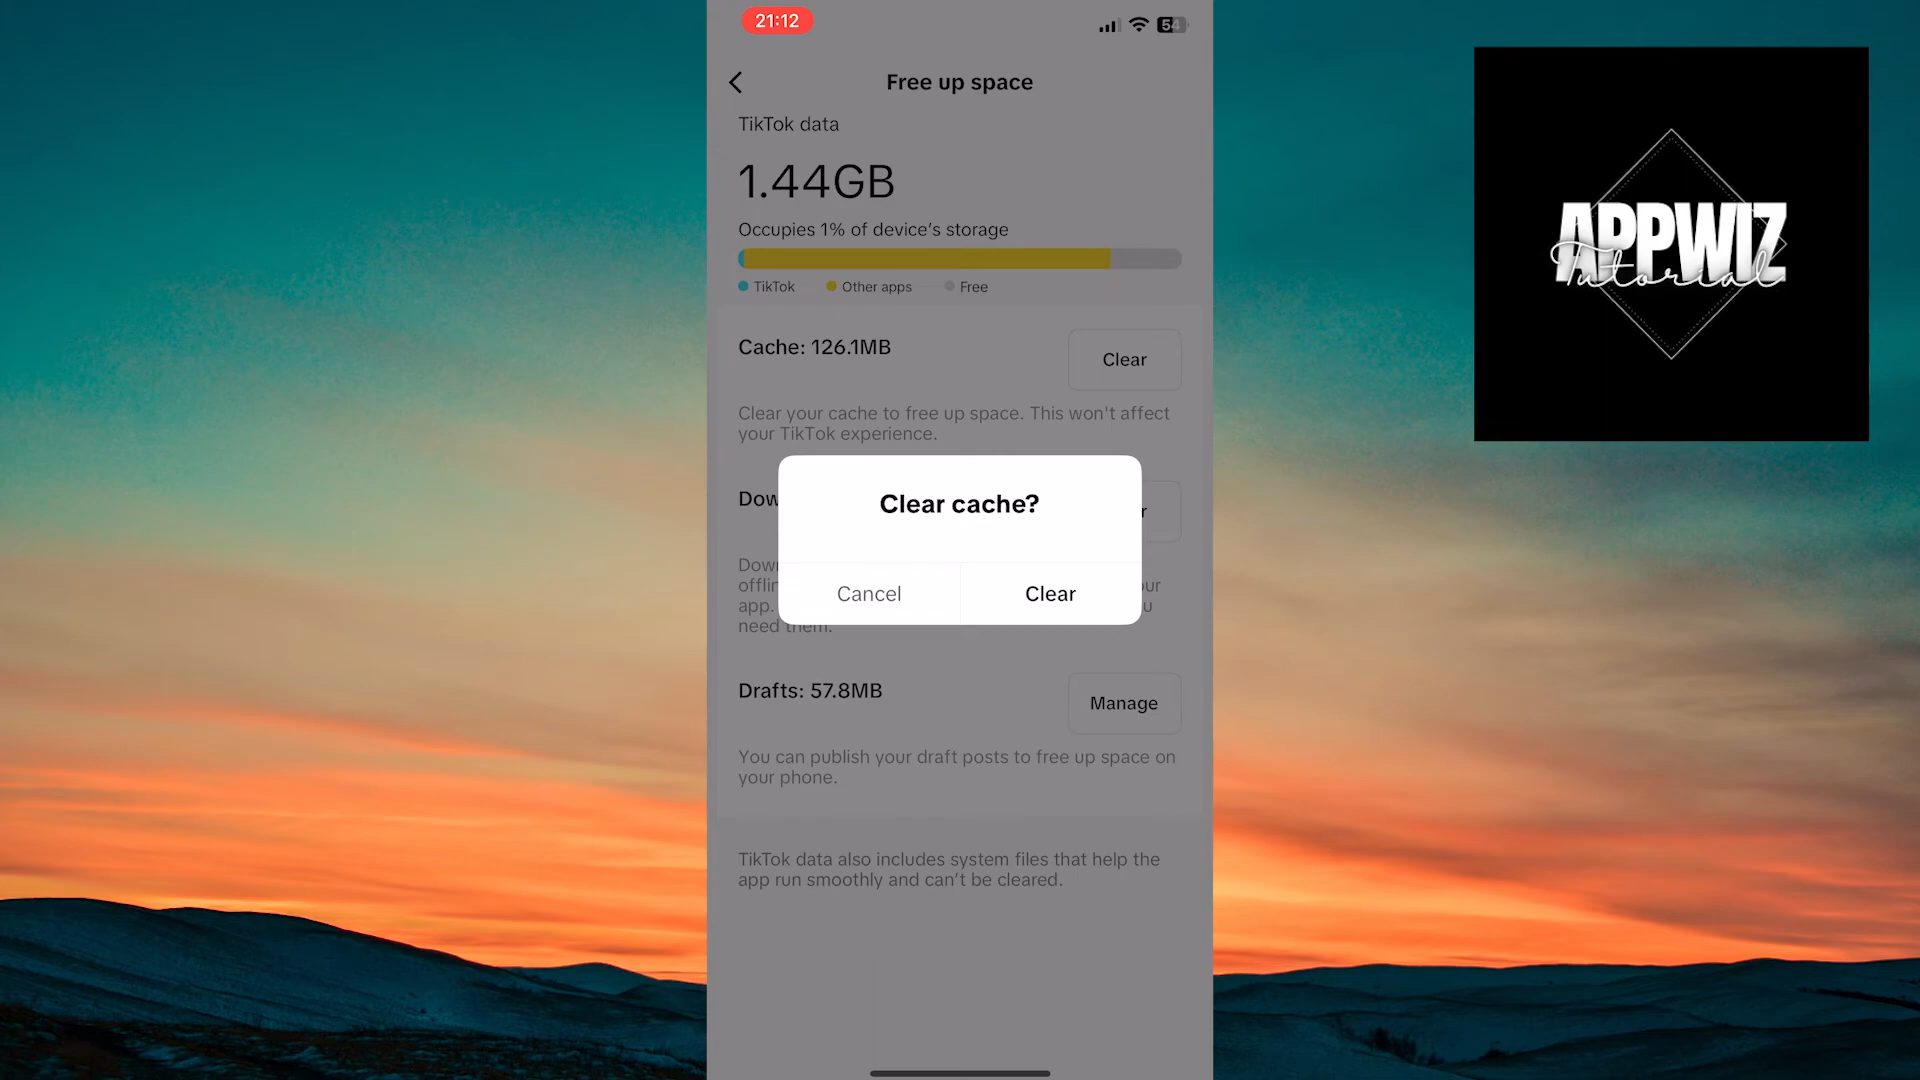 21:12
54
Free up space
TikTok data
1.44GB
Occupies 1% of device's storage
TikTok
Other apps
Free
Cache: 126.1MB
Clear
Clear your cache to free up space. This won't affect
your TikTok experience.
Clear cache?
Cancel
Clear
need them.
Drafts: 57.8MB
Manage
You can publish your draft posts to free up space on
your phone.
TikTok data also includes system files that help the
app run smoothly and can't be cleared.
APPWIZ
Tutorial